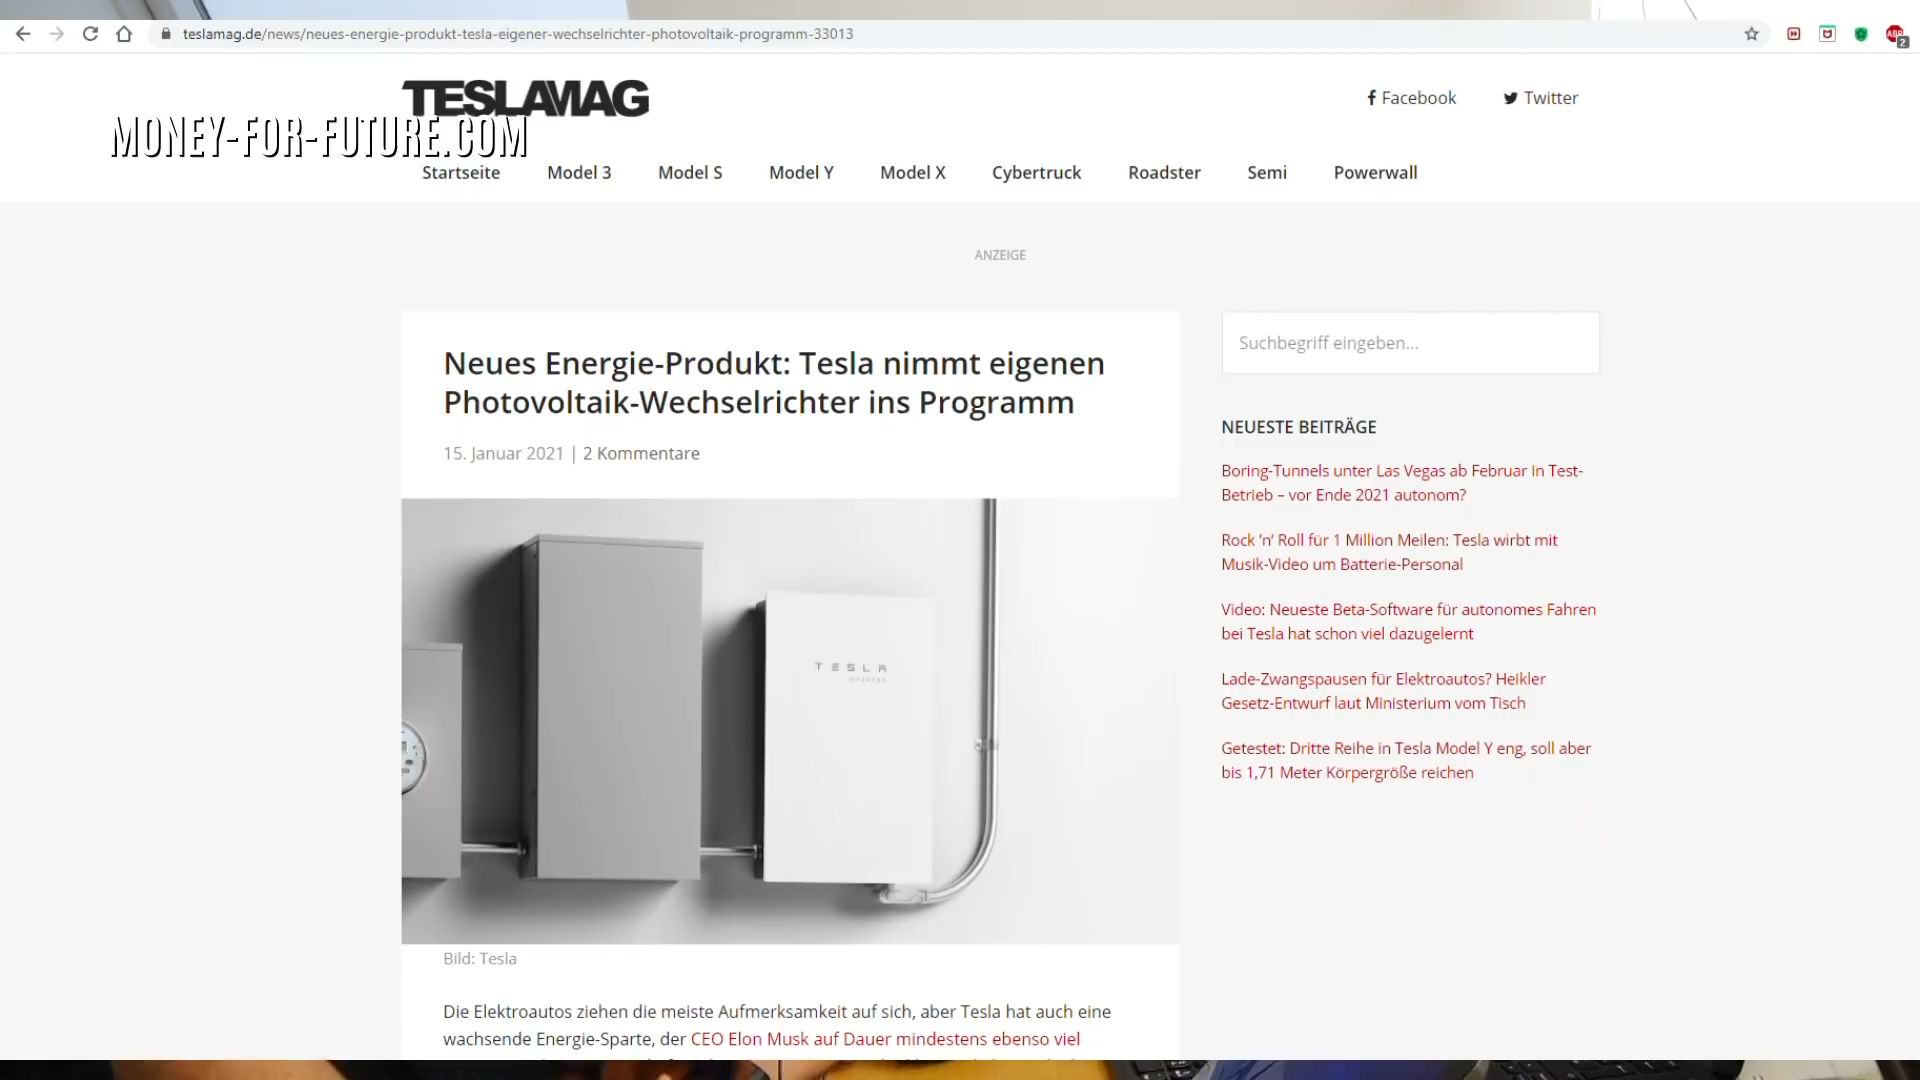 teslamag.de/news/neues-energie-produkt-tesla-eigener-wechselrichter-photovoltaik-programm-33013
2
TESLAMAG
Facebook
Twitter
MONEY-FOR-FUTURE.COM
Startseite
Model 3
Model S
Model Y
Model X
Cybertruck
Roadster
Semi
Powerwall
ANZEIGE
Neues Energie-Produkt: Tesla nimmt eigenen
Photovoltaik-Wechselrichter ins Programm
15. Januar 2021 | 2 Kommentare
TESLA
Bild: Tesla
Die Elektroautos ziehen die meiste Aufmerksamkeit auf sich, aber Tesla hat auch eine
wachsende Energie-Sparte, der CEO Elon Musk auf Dauer mindestens ebenso viel
Suchbegriff eingeben...
NEUESTE BEITRÄGE
Boring-Tunnels unter Las Vegas ab Februar in Test-
Betrieb – vor Ende 2021 autonom?
Rock ’n’ Roll für 1 Million Meilen: Tesla wirbt mit
Musik-Video um Batterie-Personal
Video: Neueste Beta-Software für autonomes Fahren
bei Tesla hat schon viel dazugelernt
Lade-Zwangspausen für Elektroautos? Heikler
Gesetz-Entwurf laut Ministerium vom Tisch
Getestet: Dritte Reihe in Tesla Model Y eng, soll aber
bis 1,71 Meter Körpergröße reichen